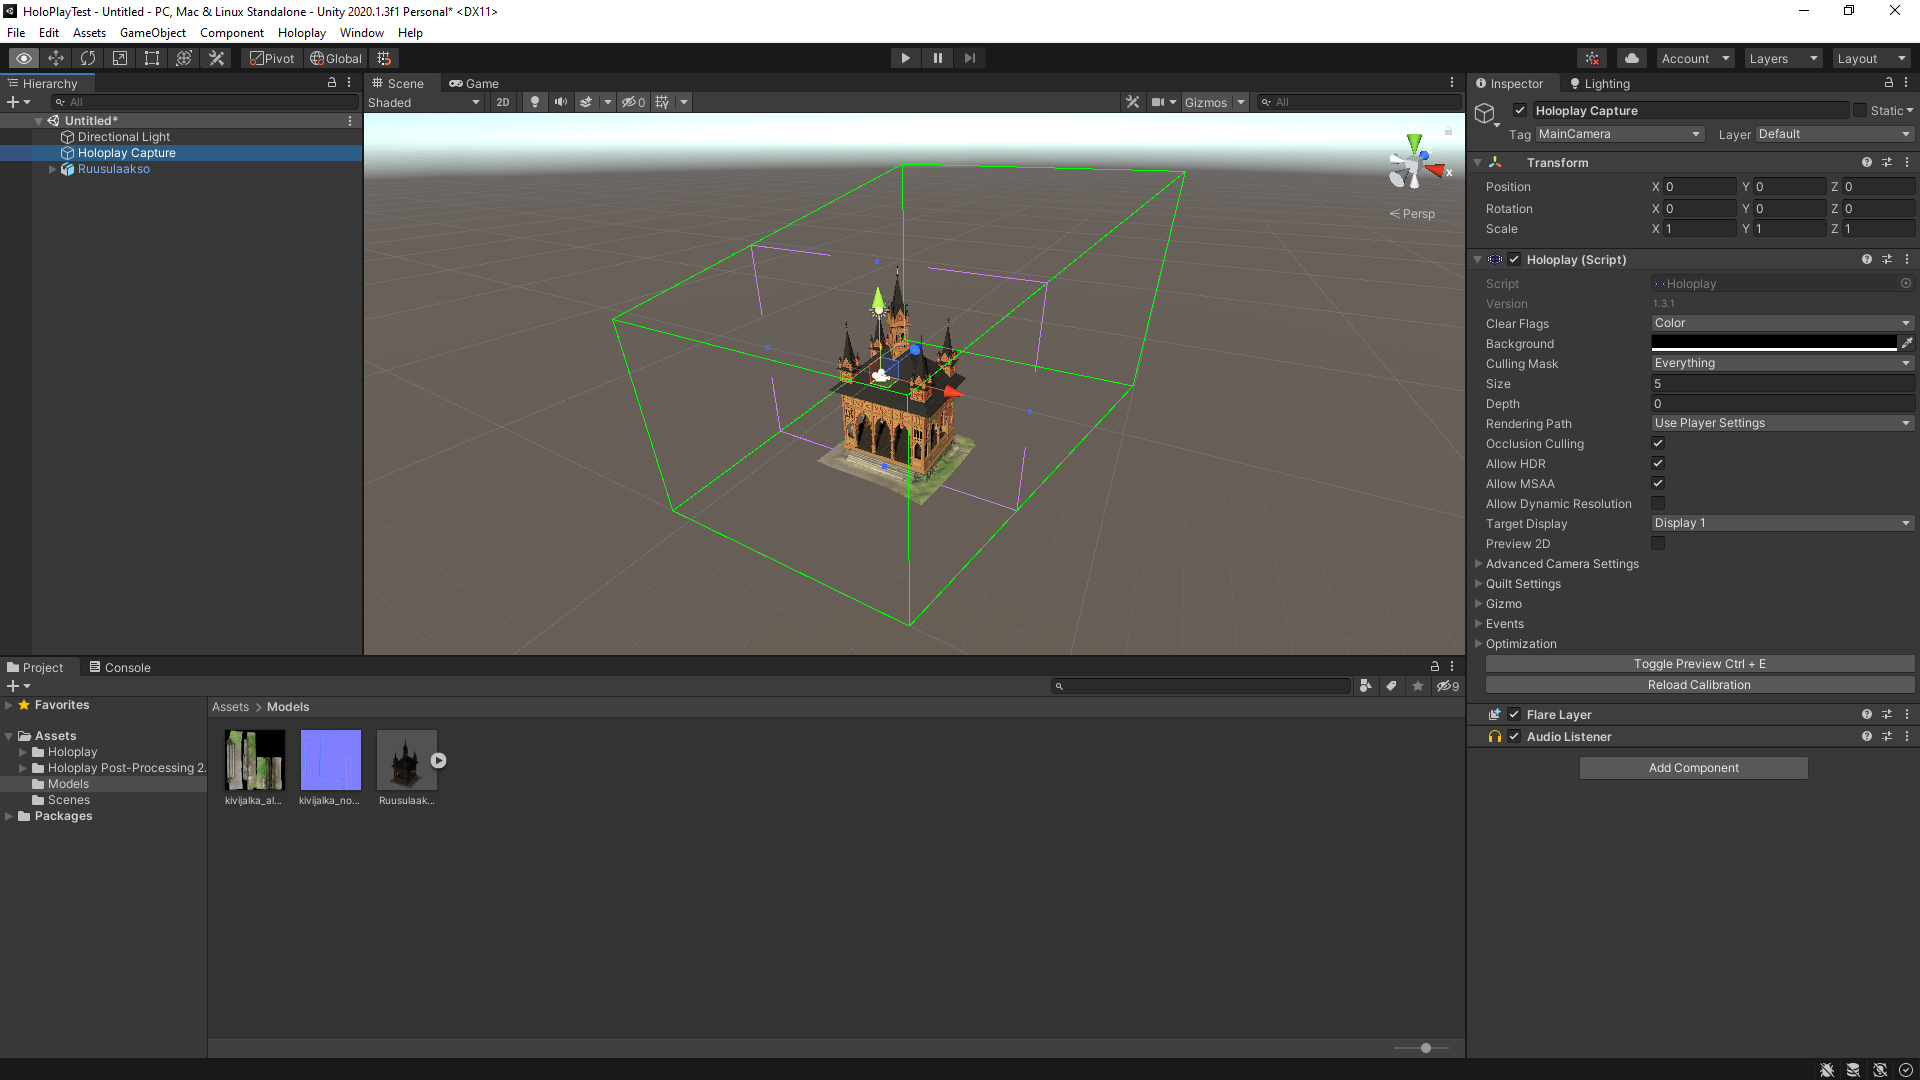 HoloPlayTest - Untitled - PC, Mac & Linux Standalone - Unity 2020.1.3f1 Personal* <DX11>
File Edit Assets GameObject Component Holoplay Window Help
Pivot Global Account Layers Layout
Hierarchy
All
Untitled*
Directional Light
Holoplay Capture
Ruusulaakso
Scene Game
Shaded 2D 0 Gizmos All
x
Persp
Inspector Lighting
Holoplay Capture Static
Tag MainCamera Layer Default
Transform
Position X 0 Y 0 Z 0
Rotation X 0 Y 0 Z 0
Scale X 1 Y 1 Z 1
Holoplay (Script)
Script Holoplay
Version 1.3.1
Clear Flags Color
Background
Culling Mask Everything
Size 5
Depth 0
Rendering Path Use Player Settings
Occlusion Culling
Allow HDR
Allow MSAA
Allow Dynamic Resolution
Target Display Display 1
Preview 2D
Advanced Camera Settings
Quilt Settings
Gizmo
Events
Optimization
Toggle Preview Ctrl + E
Reload Calibration
Flare Layer
Audio Listener
Add Component
Project Console
9
Favorites
Assets
Holoplay
Holoplay Post-Processing 2.
Models
Scenes
Packages
Assets > Models
kivijalka_al... kivijalka_no... Ruusulaak...